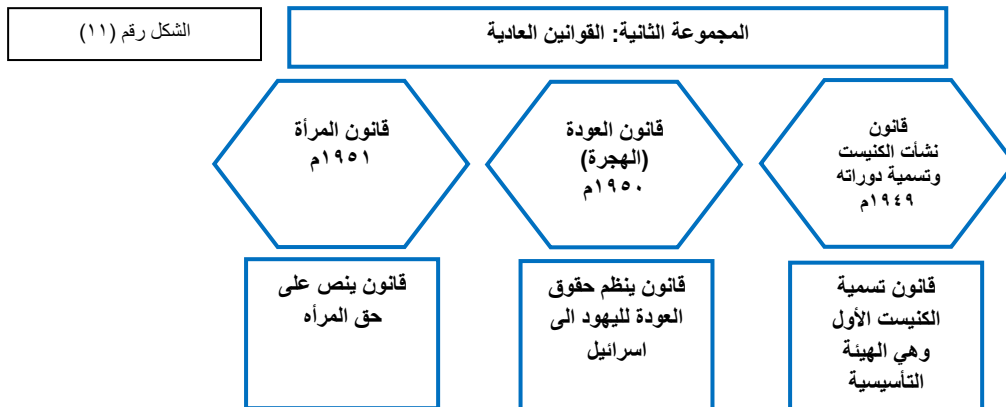 المجموعة الثانية: القوانين العادية
الشكل رقم (١١)
قانون
نشأت الكنيست
وتسمية دوراته
١٩٤٩م
قانون العودة
(الهجرة)
١٩٥٠م
قانون المرأة
١٩٥١م
قانون تسمية
الكنيست الأول
وهي الهيئة
التأسيسية
قانون ينظم حقوق
العودة لليهود الى
اسرائيل
قانون ينص على
حق المرأه